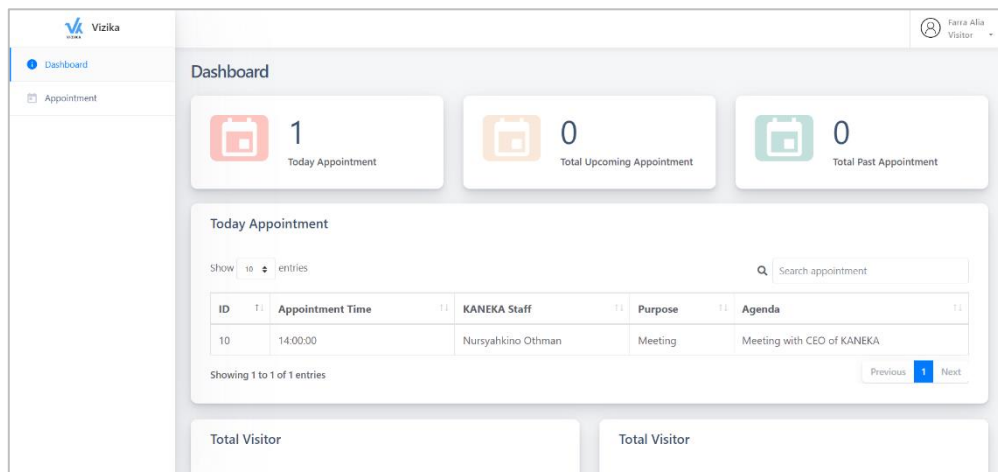 Vizika
Farra Alia
Visitor
Dashboard
Appointment
Dashboard
1
Today Appointment
0
Total Upcoming Appointment
0
Total Past Appointment
Today Appointment
Show 10 entries
Search appointment
ID Appointment Time KANEKA Staff Purpose Agenda
10 14:00:00 Nursyahkino Othman Meeting Meeting with CEO of KANEKA
Showing 1 to 1 of 1 entries
Previous 1 Next
Total Visitor
Total Visitor